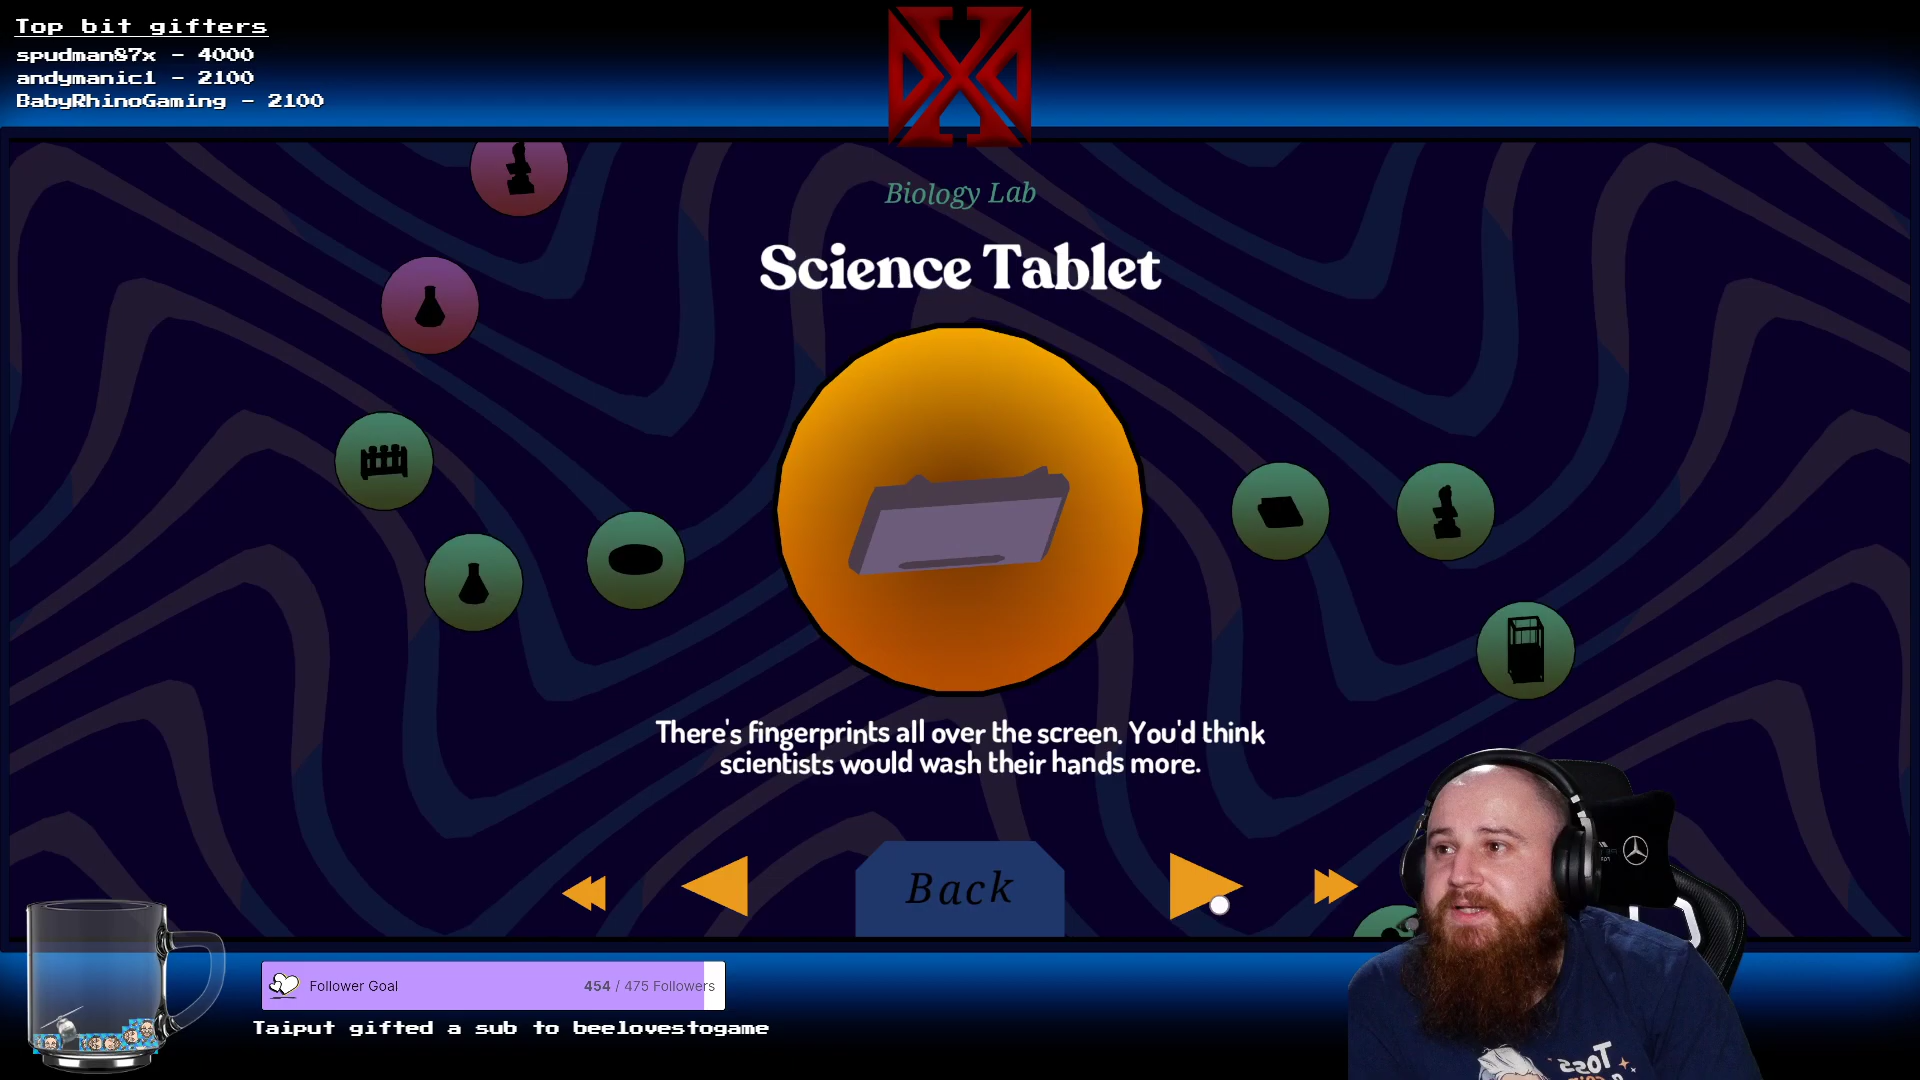 Top bit gifters
spudman87x - 4000
andymanic1 - 2100
BabyRhinoGaming - 2100
Biology Lab
Science Tablet
There's fingerprints all over the screen. You'd think
scientists would wash their hands more.
Back
Follower Goal
454 / 475 Followers
Taiput gifted a sub to beelovestogame